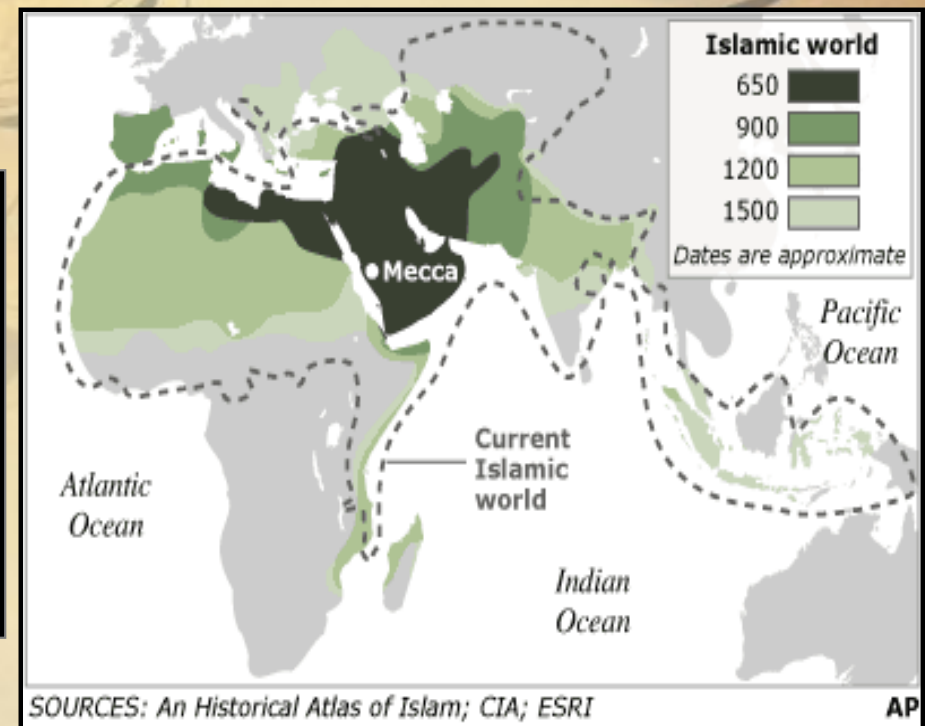 Islamic world
650
900
1200
1500
Dates are approximate
Mecca
Pacific
Ocean
Current
Islamic
world
Atlantic
Ocean
Indian
Ocean
SOURCES: An Historical Atlas of Islam; CIA; ESRI
AP